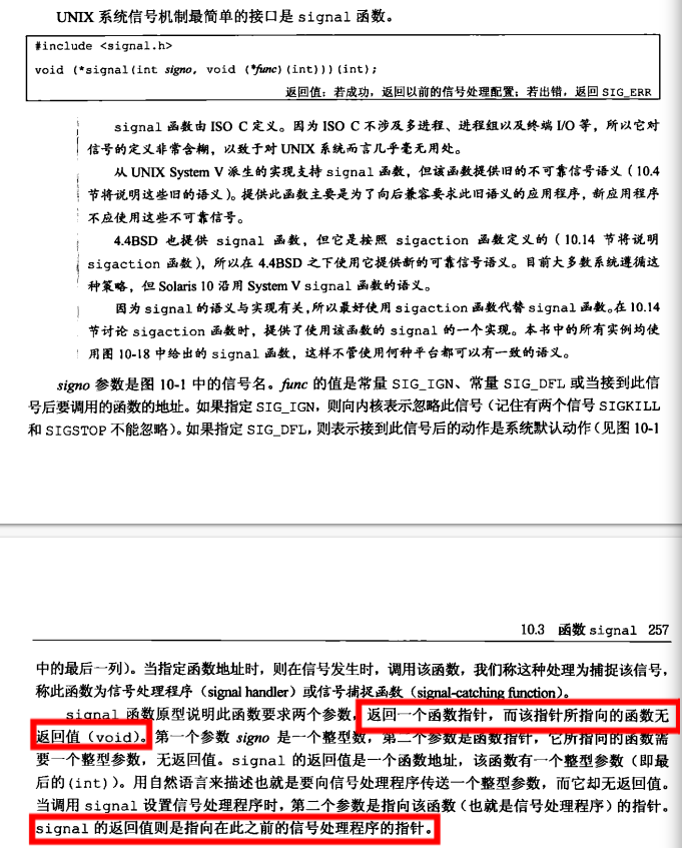 UNIX 系统信号机制最简单的接口是 signal 函数。
#include <signal.h>
void (*signal(int signo, void (*func)(int)))(int);
返回值：若成功，返回以前的信号处理配置；若出错，返回 SIG_ERR
signal 函数由 ISO C 定义。因为 ISO C 不涉及多进程、进程组以及终端 I/O 等，所以它对
信号的定义非常含糊，以致于对 UNIX 系统而言几乎毫无用处。
从 UNIX System V 派生的实现支持 signal 函数，但该函数提供旧的不可靠信号语义（10.4
节将说明这些旧的语义）。提供此函数主要是为了向后兼容要求此旧语义的应用程序，新应用程序
不应使用这些不可靠信号。
4.4BSD 也提供 signal 函数，但它是按照 sigaction 函数定义的（10.14 节将说明
sigaction 函数），所以在 4.4BSD 之下使用它提供新的可靠信号语义。目前大多数系统遵循这
种策略，但 Solaris 10 沿用 System V signal 函数的语义。
因为 signal 的语义与实现有关，所以最好使用 sigaction 函数代替 signal 函数。在 10.14
节讨论 sigaction 函数时，提供了使用该函数的 signal 的一个实现。本书中的所有实例均使
用图 10-18 中给出的 signal 函数，这样不管使用何种平台都可以有一致的语义。
signo 参数是图 10-1 中的信号名。func 的值是常量 SIG_IGN、常量 SIG_DFL 或当接到此信
号后要调用的函数的地址。如果指定 SIG_IGN，则向内核表示忽略此信号（记住有两个信号 SIGKILL
和 SIGSTOP 不能忽略）。如果指定 SIG_DFL，则表示接到此信号后的动作是系统默认动作（见图 10-1
10.3 函数 signal 257
中的最后一列）。当指定函数地址时，则在信号发生时，调用该函数，我们称这种处理为捕捉该信号，
称此函数为信号处理程序（signal handler）或信号捕捉函数（signal-catching function）。
signal 函数原型说明此函数要求两个参数，返回一个函数指针，而该指针所指向的函数无
返回值（void）。第一个参数 signo 是一个整型数，第二个参数是函数指针，它所指向的函数需
要一个整型参数，无返回值。signal 的返回值是一个函数地址，该函数有一个整型参数（即最
后的(int)）。用自然语言来描述也就是要向信号处理程序传送一个整型参数，而它却无返回值。
当调用 signal 设置信号处理程序时，第二个参数是指向该函数（也就是信号处理程序）的指针。
signal 的返回值则是指向在此之前的信号处理程序的指针。